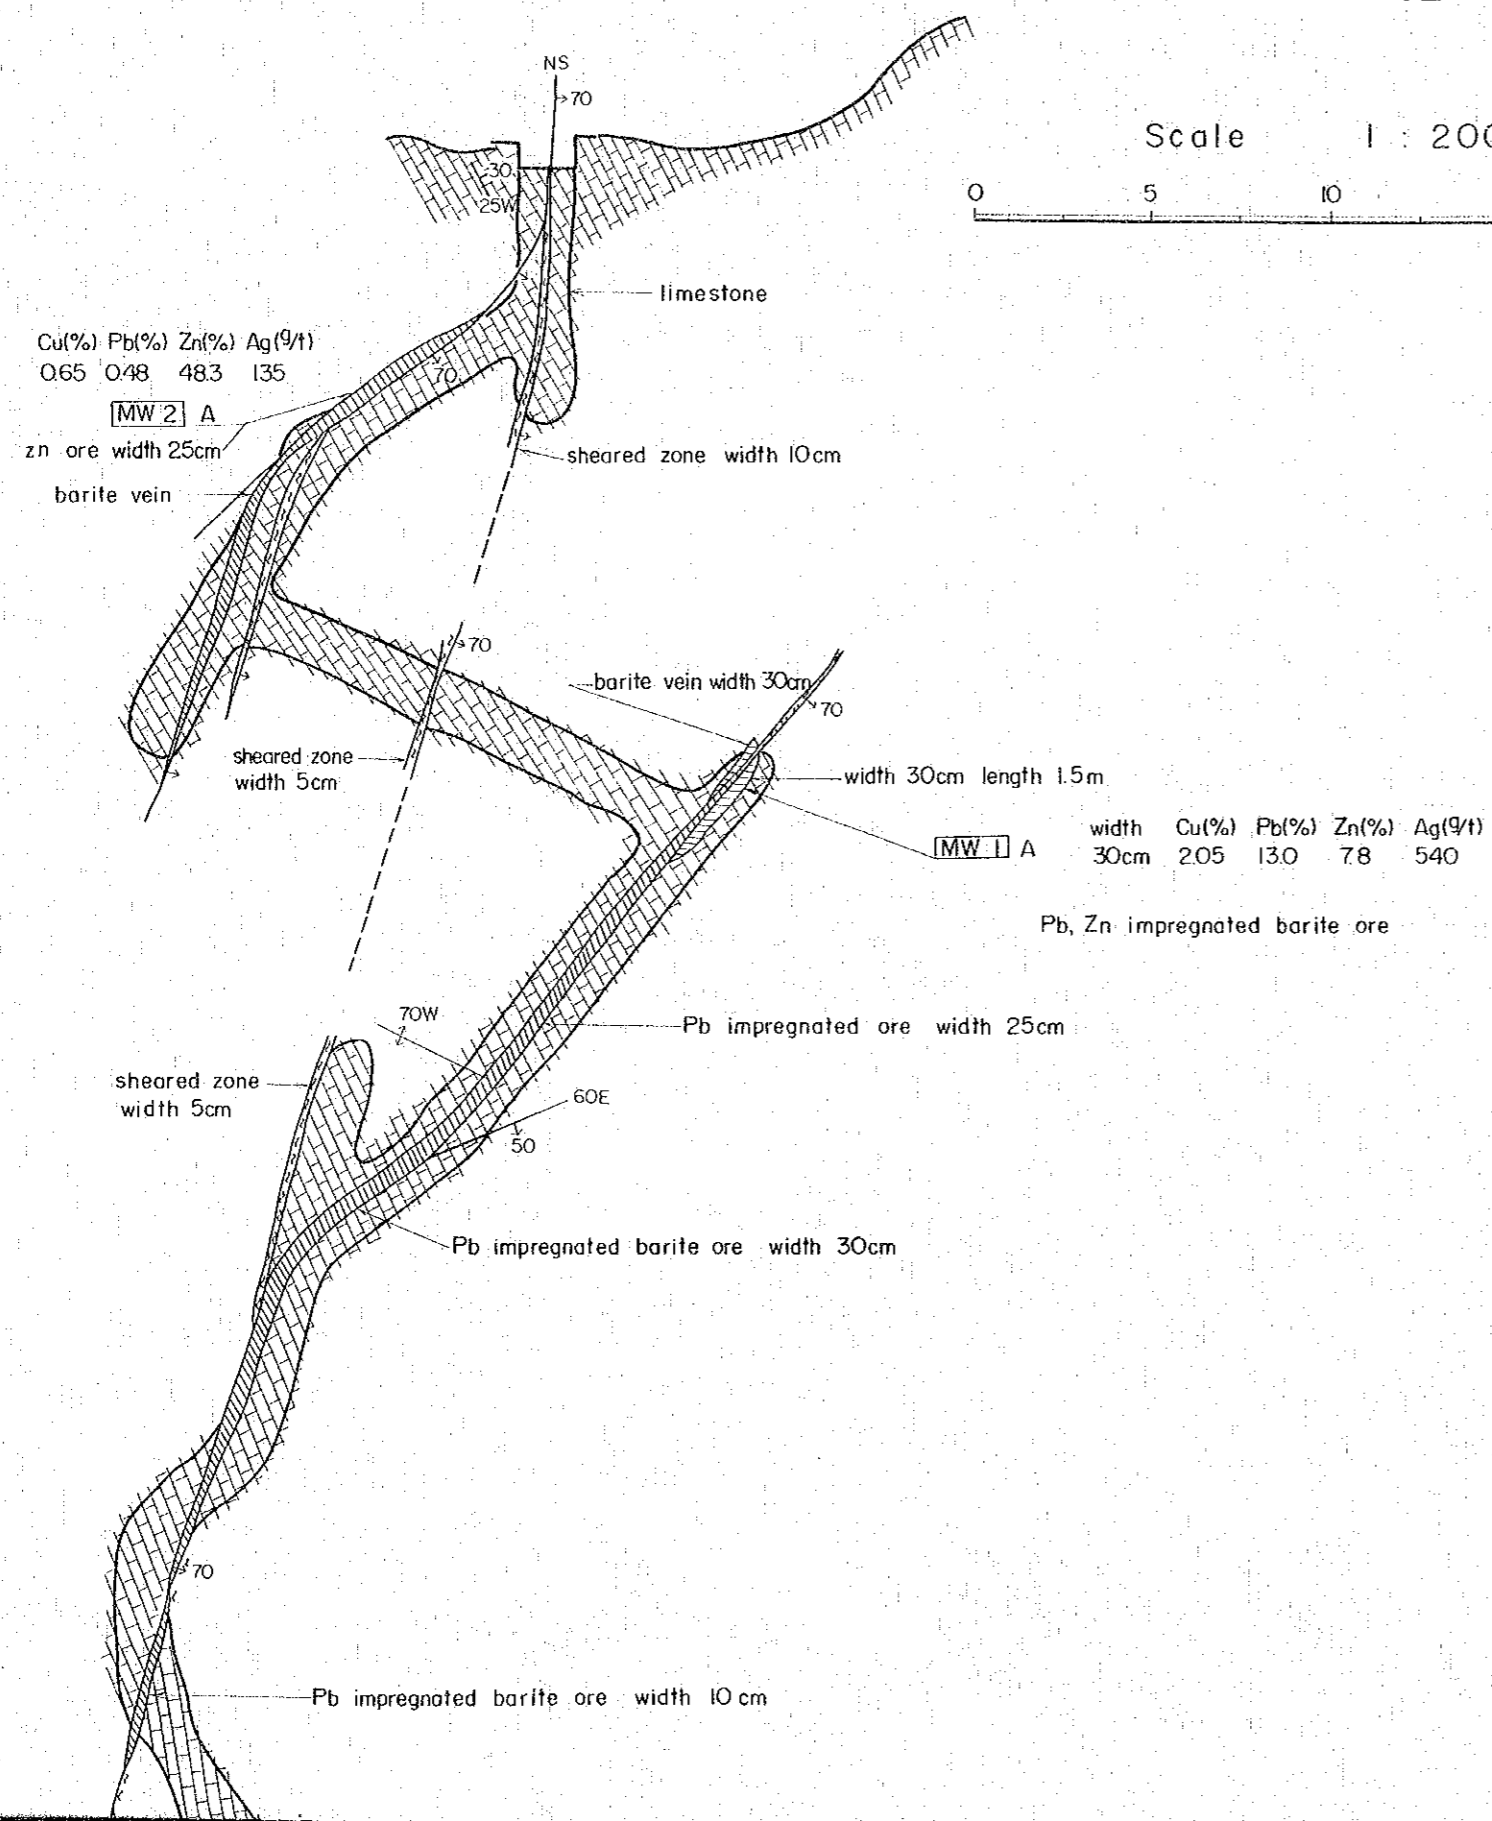 NS
70
Scale 1 : 200
0 5 10
30
25W
limestone
Cu(%) Pb(%) Zn(%) Ag(g/t)
0.65 0.48 48.3 135
MW 2 A
zn ore width 25cm
barite vein
70
sheared zone width 10cm
70
barite vein width 30cm
70
sheared zone
width 5cm
width 30cm length 1.5m
MW 1 A
width Cu(%) Pb(%) Zn(%) Ag(g/t)
30cm 2.05 13.0 7.8 540
Pb, Zn impregnated barite ore
70W
Pb impregnated ore width 25cm
sheared zone
width 5cm
60E
50
Pb impregnated barite ore width 30cm
70
Pb impregnated barite ore width 10cm